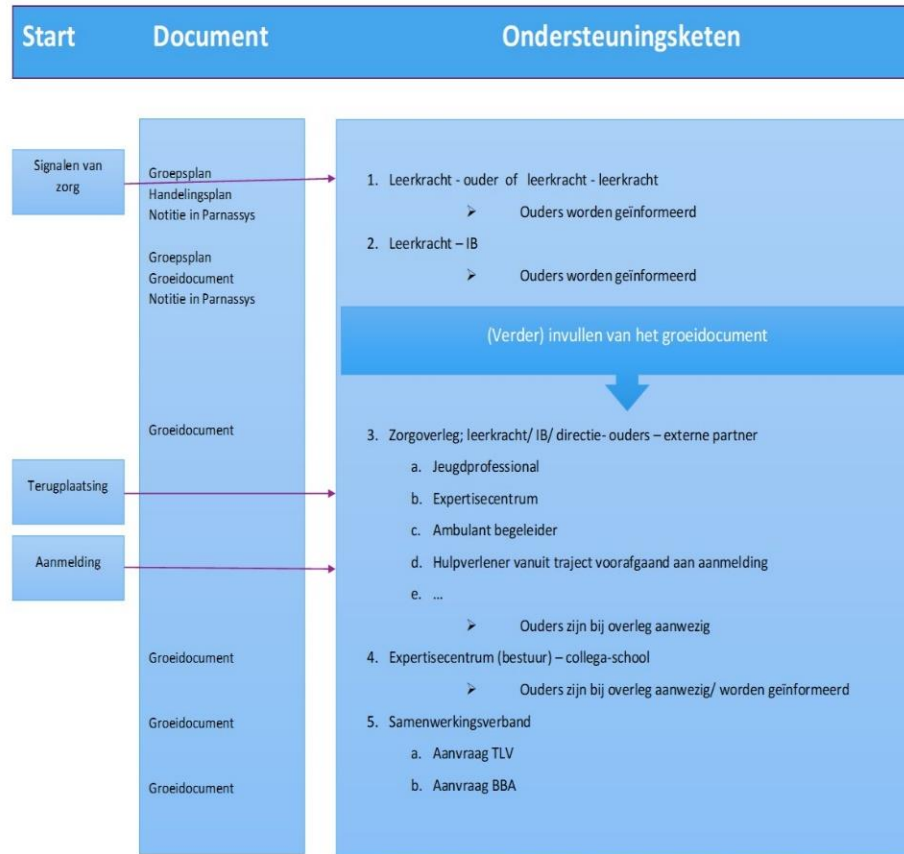 Start
Document
Ondersteuningsketen
Signalen van
zorg
Groepsplan
Handelingsplan
Notitie in Parnassys
1. Leerkracht - ouder of leerkracht - leerkracht
➢ Ouders worden geïnformeerd
2. Leerkracht – IB
➢ Ouders worden geïnformeerd
Groepsplan
Groeidocument
Notitie in Parnassys
(Verder) invullen van het groeidocument
Groeidocument
3. Zorgoverleg; leerkracht/ IB/ directie- ouders – externe partner
a. Jeugdprofessional
b. Expertisecentrum
c. Ambulant begeleider
d. Hulpverlener vanuit traject voorafgaand aan aanmelding
e. ...
➢ Ouders zijn bij overleg aanwezig
Terugplaatsing
Aanmelding
Groeidocument
4. Expertisecentrum (bestuur) – collega-school
➢ Ouders zijn bij overleg aanwezig/ worden geïnformeerd
Groeidocument
5. Samenwerkingsverband
a. Aanvraag TLV
b. Aanvraag BBA
Groeidocument